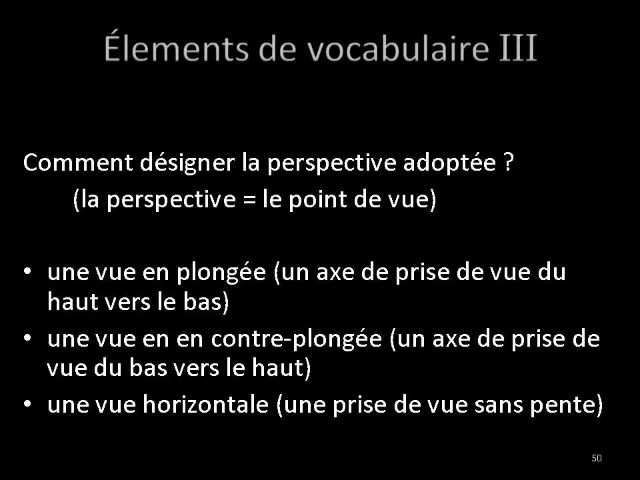 Élements de vocabulaire III
Comment désigner la perspective adoptée ?
(la perspective = le point de vue)
• une vue en plongée (un axe de prise de vue du
haut vers le bas)
• une vue en en contre-plongée (un axe de prise de
vue du bas vers le haut)
• une vue horizontale (une prise de vue sans pente)
50